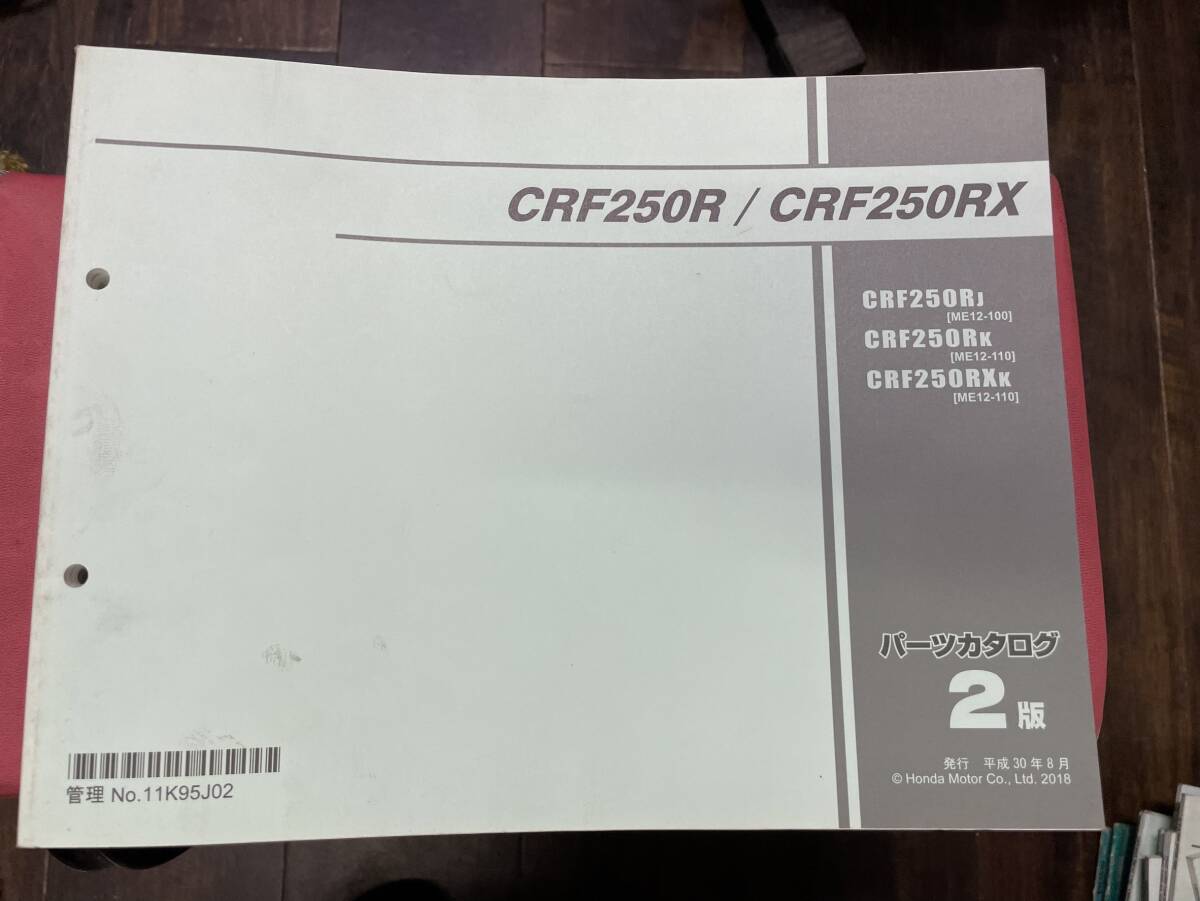 CRF250R / CRF250RX
CRF250RJ
[ME12-100]
CRF250RK
[ME12-110]
CRF250RXK
[ME12-110]
パーツカタログ
2版
発行 平成30年8月
© Honda Motor Co., Ltd. 2018
管理 No.11K95J02